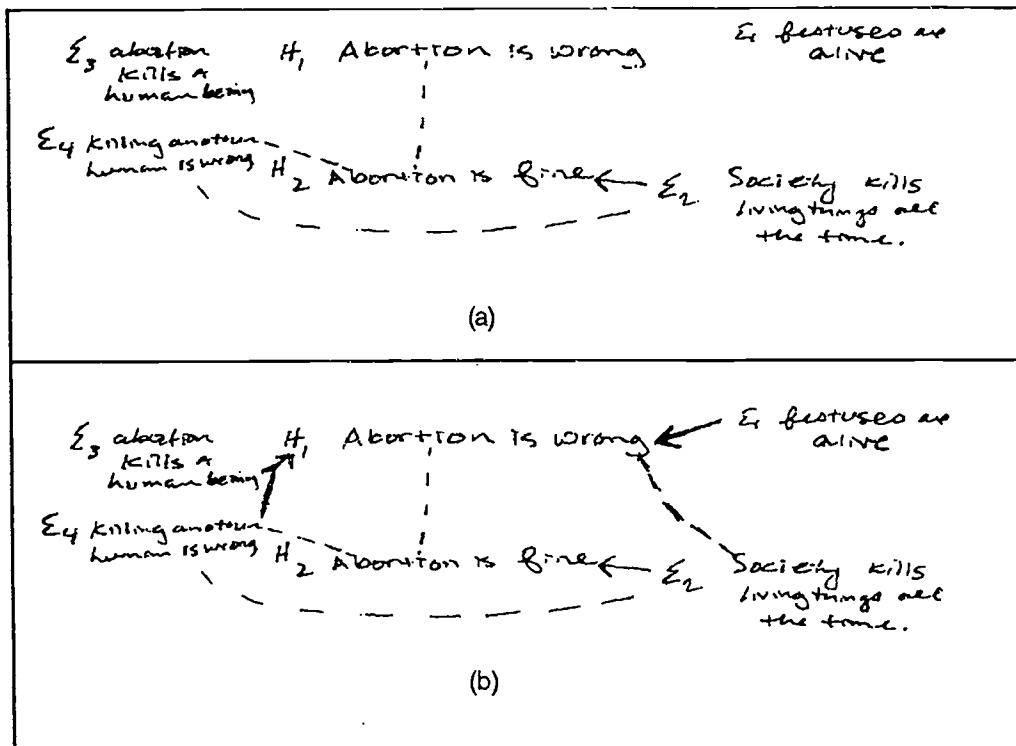 E3 abortion kills a human being
H1 Abortion is wrong
E1 festuses are alive
E4 killing another human is wrong
H2 Abortion is fine
E2 Society kills living things all the time.
(a)
E3 abortion kills a human being
H1 Abortion is wrong
E1 festuses are alive
E4 killing another human is wrong
H2 Abortion is fine
E2 Society kills living things all the time.
(b)